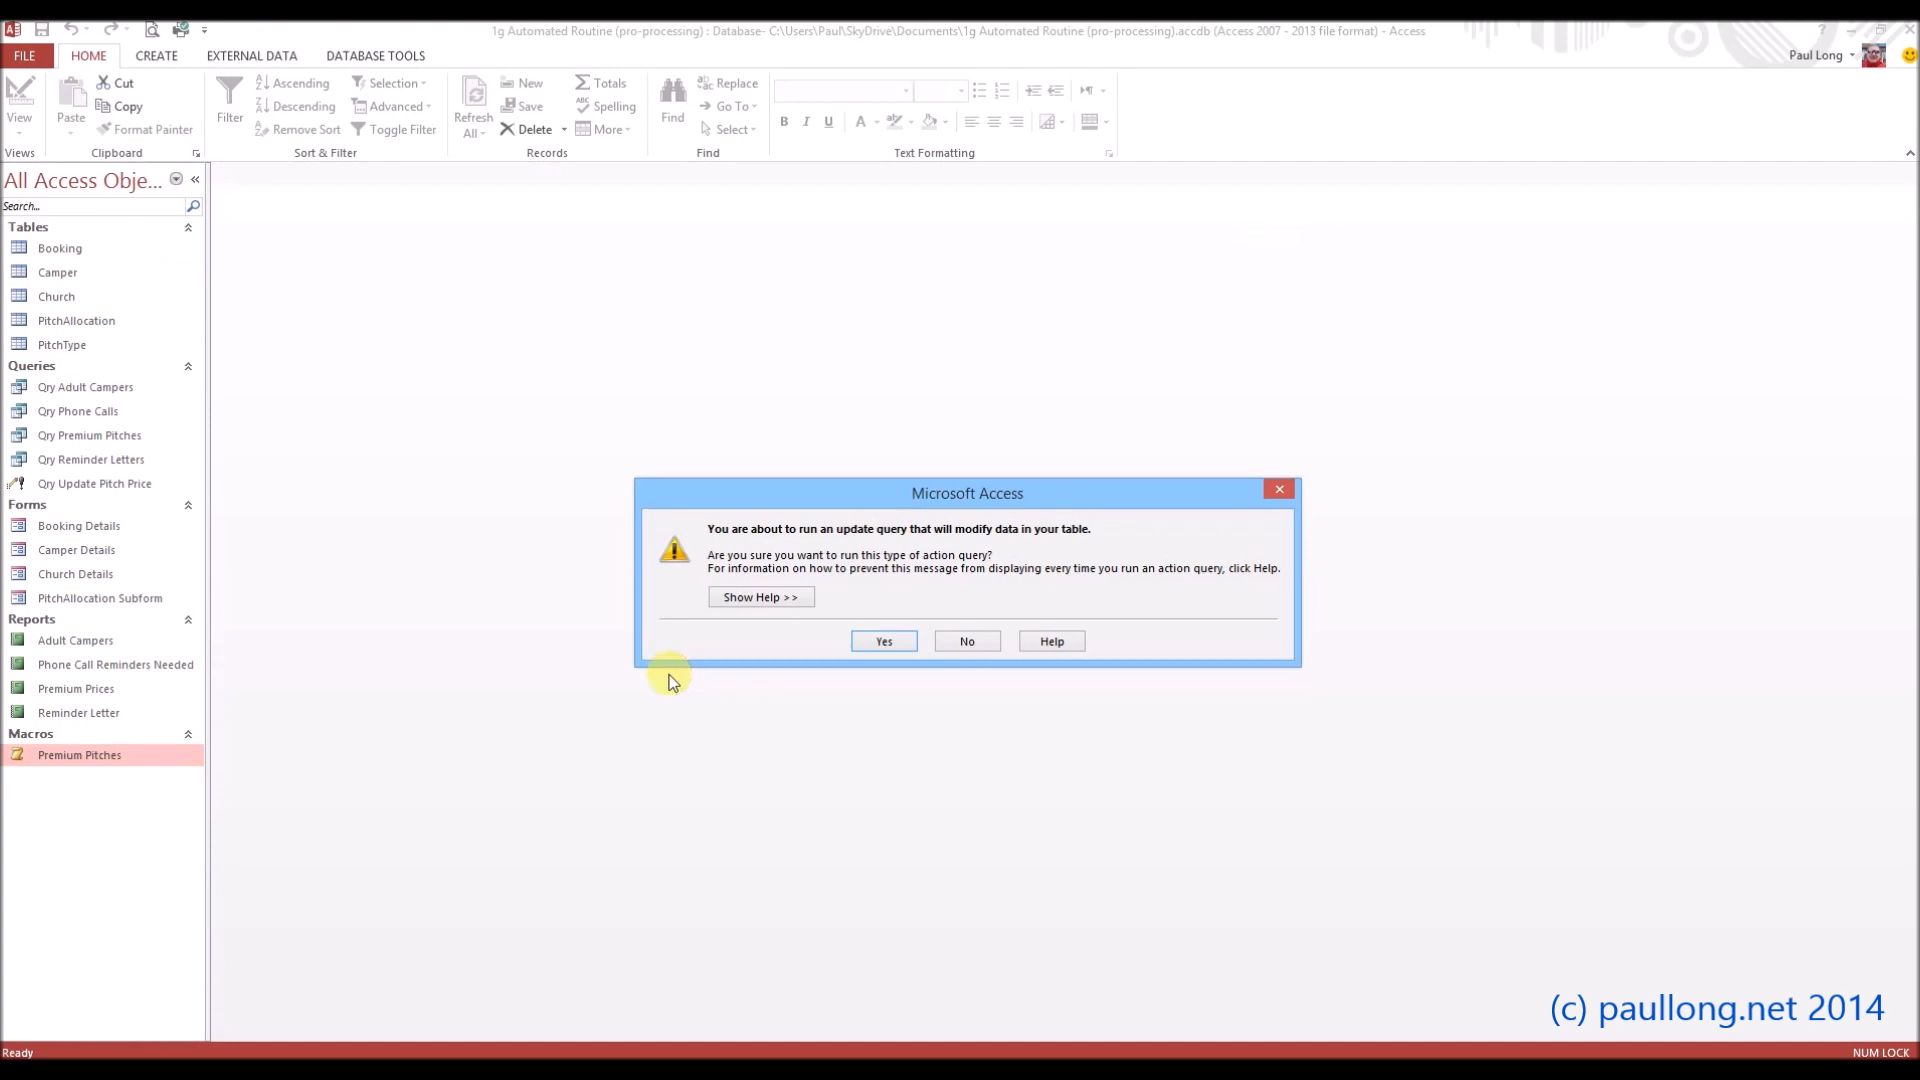 1g Automated Routine (pro-processing) : Database- C:\Users\Paul\SkyDrive\Documents\1g Automated Routine (pro-processing).accdb (Access 2007 - 2013 file format) - Access
FILE HOME CREATE EXTERNAL DATA DATABASE TOOLS Paul Long
View
Views
Paste
Cut
Copy
Format Painter
Clipboard
Filter
Ascending
Descending
Remove Sort
Selection
Advanced
Toggle Filter
Sort & Filter
Refresh
All
New
Save
Delete
Totals
Spelling
More
Records
Find
Replace
Go To
Select
Find
B I U A
Text Formatting
All Access Obje...
Search...
Tables
Booking
Camper
Church
PitchAllocation
PitchType
Queries
Qry Adult Campers
Qry Phone Calls
Qry Premium Pitches
Qry Reminder Letters
Qry Update Pitch Price
Forms
Booking Details
Camper Details
Church Details
PitchAllocation Subform
Reports
Adult Campers
Phone Call Reminders Needed
Premium Prices
Reminder Letter
Macros
Premium Pitches
Microsoft Access
You are about to run an update query that will modify data in your table.
Are you sure you want to run this type of action query?
For information on how to prevent this message from displaying every time you run an action query, click Help.
Show Help >>
Yes No Help
(c) paullong.net 2014
Ready NUM LOCK